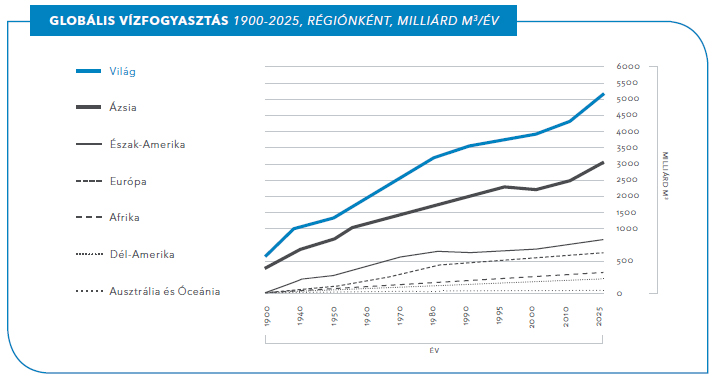 GLOBÁLIS VÍZFOGYASZTÁS 1900-2025, RÉGIÓNKÉNT, MILLIÁRD M³/ÉV
Világ
Ázsia
Észak-Amerika
Európa
Afrika
Dél-Amerika
Ausztrália és Óceánia
6000
5500
5000
4500
4000
3500
3000
2500
2000
1500
1000
500
0
MILLIÁRD M³
1900
1940
1950
1960
1970
1980
1990
1995
2000
2010
2025
ÉV